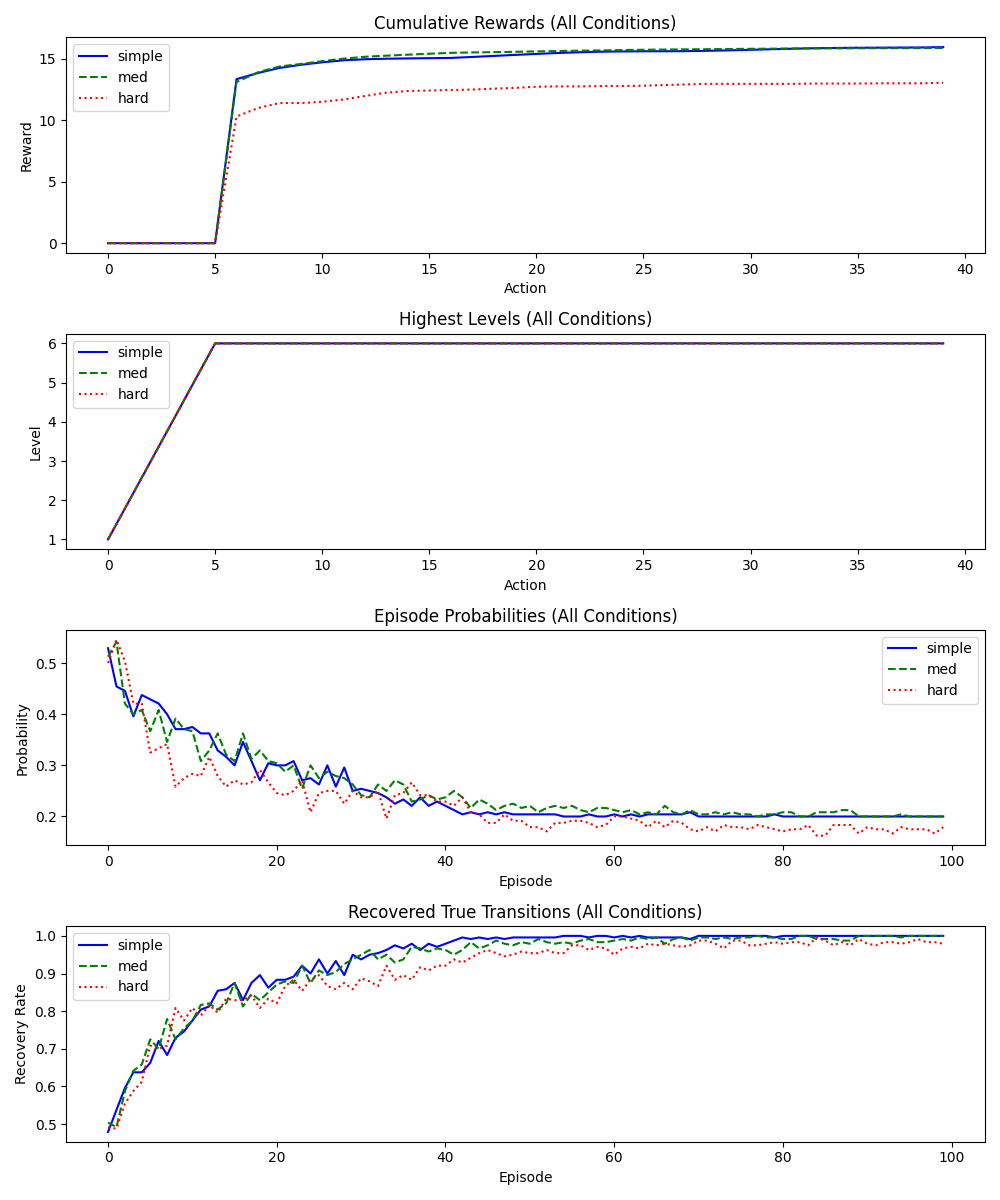 Cumulative Rewards (All Conditions)
simple
med
hard
Reward
15
10
5
0
0 5 10 15 20 25 30 35 40
Action
Highest Levels (All Conditions)
simple
med
hard
Level
6
5
4
3
2
1
0 5 10 15 20 25 30 35 40
Action
Episode Probabilities (All Conditions)
simple
med
hard
Probability
0.5
0.4
0.3
0.2
0 20 40 60 80 100
Episode
Recovered True Transitions (All Conditions)
simple
med
hard
Recovery Rate
1.0
0.9
0.8
0.7
0.6
0.5
0 20 40 60 80 100
Episode